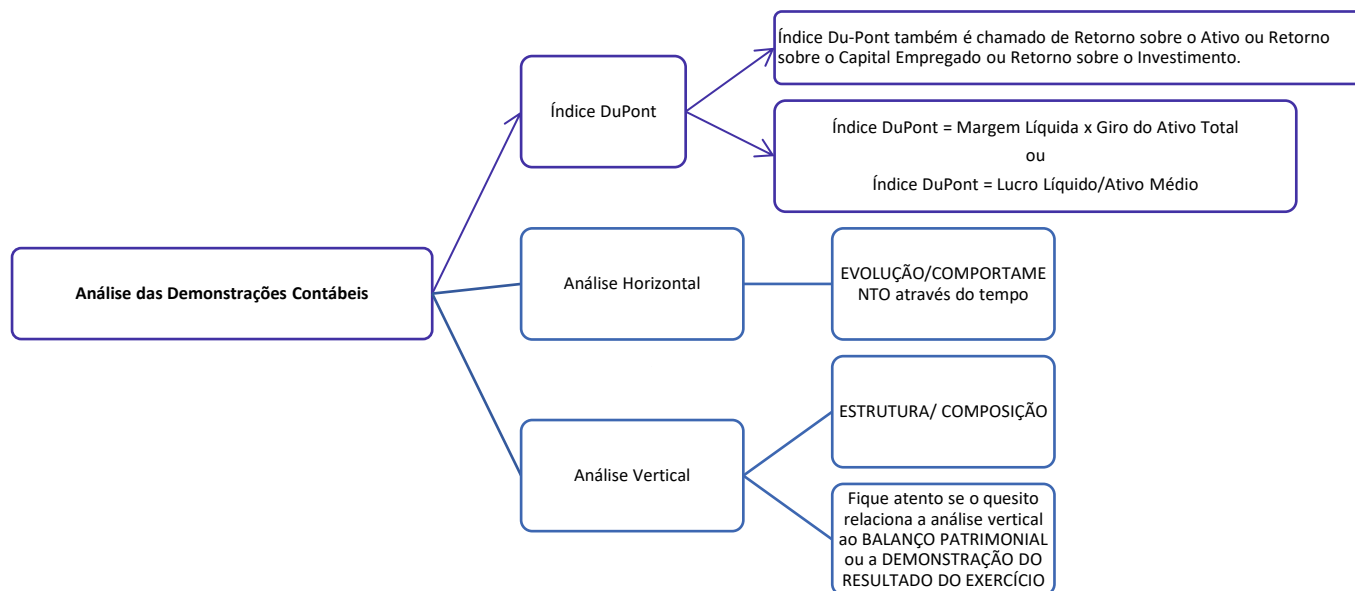 Análise das Demonstrações Contábeis
Índice DuPont
Índice Du-Pont também é chamado de Retorno sobre o Ativo ou Retorno
sobre o Capital Empregado ou Retorno sobre o Investimento.
Índice DuPont = Margem Líquida x Giro do Ativo Total
ou
Índice DuPont = Lucro Líquido/Ativo Médio
Análise Horizontal
EVOLUÇÃO/COMPORTAME
NTO através do tempo
Análise Vertical
ESTRUTURA/ COMPOSIÇÃO
Fique atento se o quesito
relaciona a análise vertical
ao BALANÇO PATRIMONIAL
ou a DEMONSTRAÇÃO DO
RESULTADO DO EXERCÍCIO